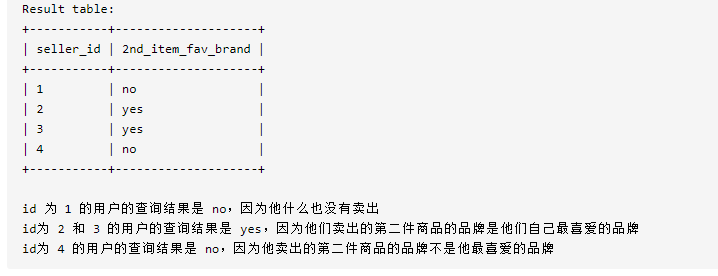 Result table:
+-----------+--------------------+
| seller_id | 2nd_item_fav_brand |
+-----------+--------------------+
| 1         | no                 |
| 2         | yes                |
| 3         | yes                |
| 4         | no                 |
+-----------+--------------------+
id 为 1 的用户的查询结果是 no，因为他什么也没有卖出
id为 2 和 3 的用户的查询结果是 yes，因为他们卖出的第二件商品的品牌是他们自己最喜爱的品牌
id为 4 的用户的查询结果是 no，因为他卖出的第二件商品的品牌不是他最喜爱的品牌